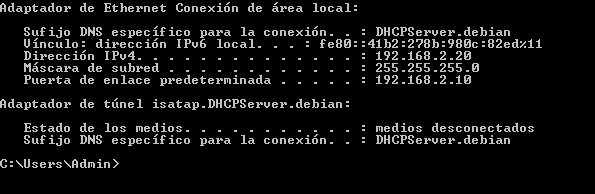 Adaptador de Ethernet Conexión de área local:
Sufijo DNS específico para la conexión. . : DHCPServer.debian
Vínculo: dirección IPv6 local. . . : fe80::41b2:278b:980c:82ed%11
Dirección IPv4. . . . . . . . . . . . . . : 192.168.2.20
Máscara de subred . . . . . . . . . . . . : 255.255.255.0
Puerta de enlace predeterminada . . . . . : 192.168.2.10
Adaptador de túnel isatap.DHCPServer.debian:
Estado de los medios. . . . . . . . . . . : medios desconectados
Sufijo DNS específico para la conexión. . : DHCPServer.debian
C:\Users\Admin>